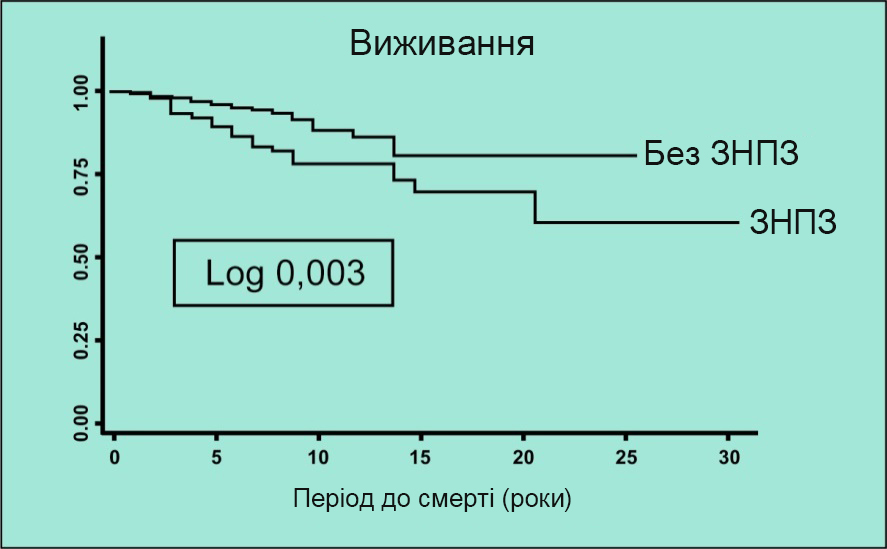 Виживання
1.00
0.75
0.50
0.25
0.00
Без ЗНПЗ
ЗНПЗ
Log 0,003
0 5 10 15 20 25 30
Період до смерті (роки)